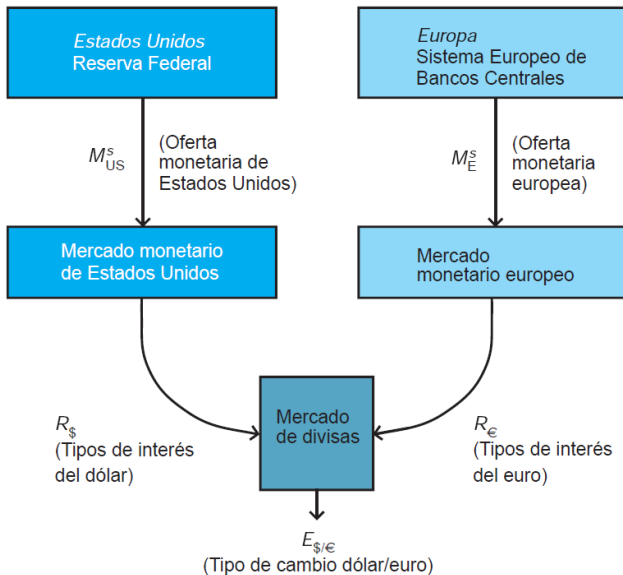 Estados Unidos
Reserva Federal
Europa
Sistema Europeo de
Bancos Centrales
M^s_US
(Oferta
monetaria de
Estados Unidos)
M^s_E
(Oferta
monetaria
europea)
Mercado monetario
de Estados Unidos
Mercado
monetario europeo
R_$
(Tipos de interés
del dólar)
Mercado
de divisas
R_€
(Tipos de interés
del euro)
E_$/€
(Tipo de cambio dólar/euro)